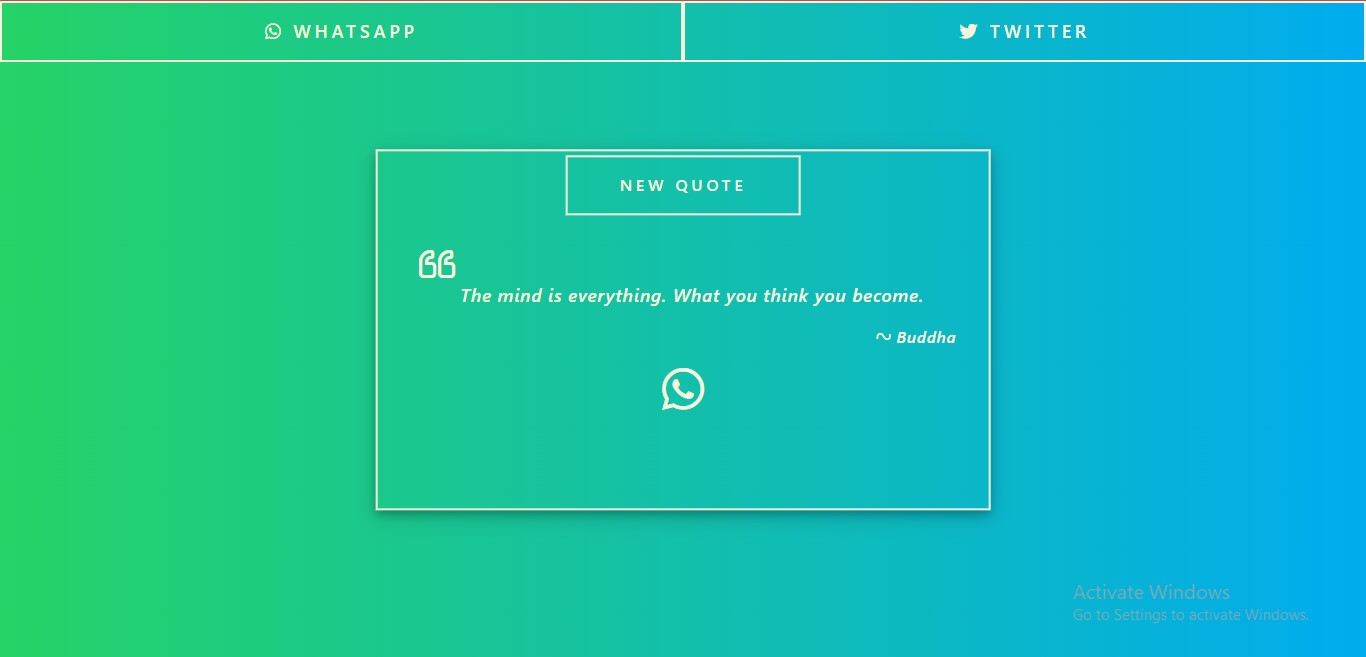 WHATSAPP
TWITTER
NEW QUOTE
The mind is everything. What you think you become.
~ Buddha
Activate Windows
Go to Settings to activate Windows.